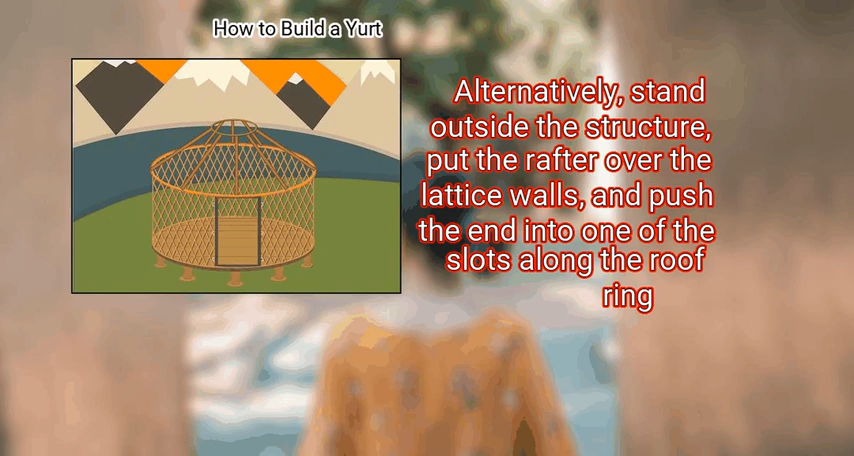 How to Build a Yurt
Alternatively, stand
outside the structure,
put the rafter over the
lattice walls, and push
the end into one of the
slots along the roof
ring